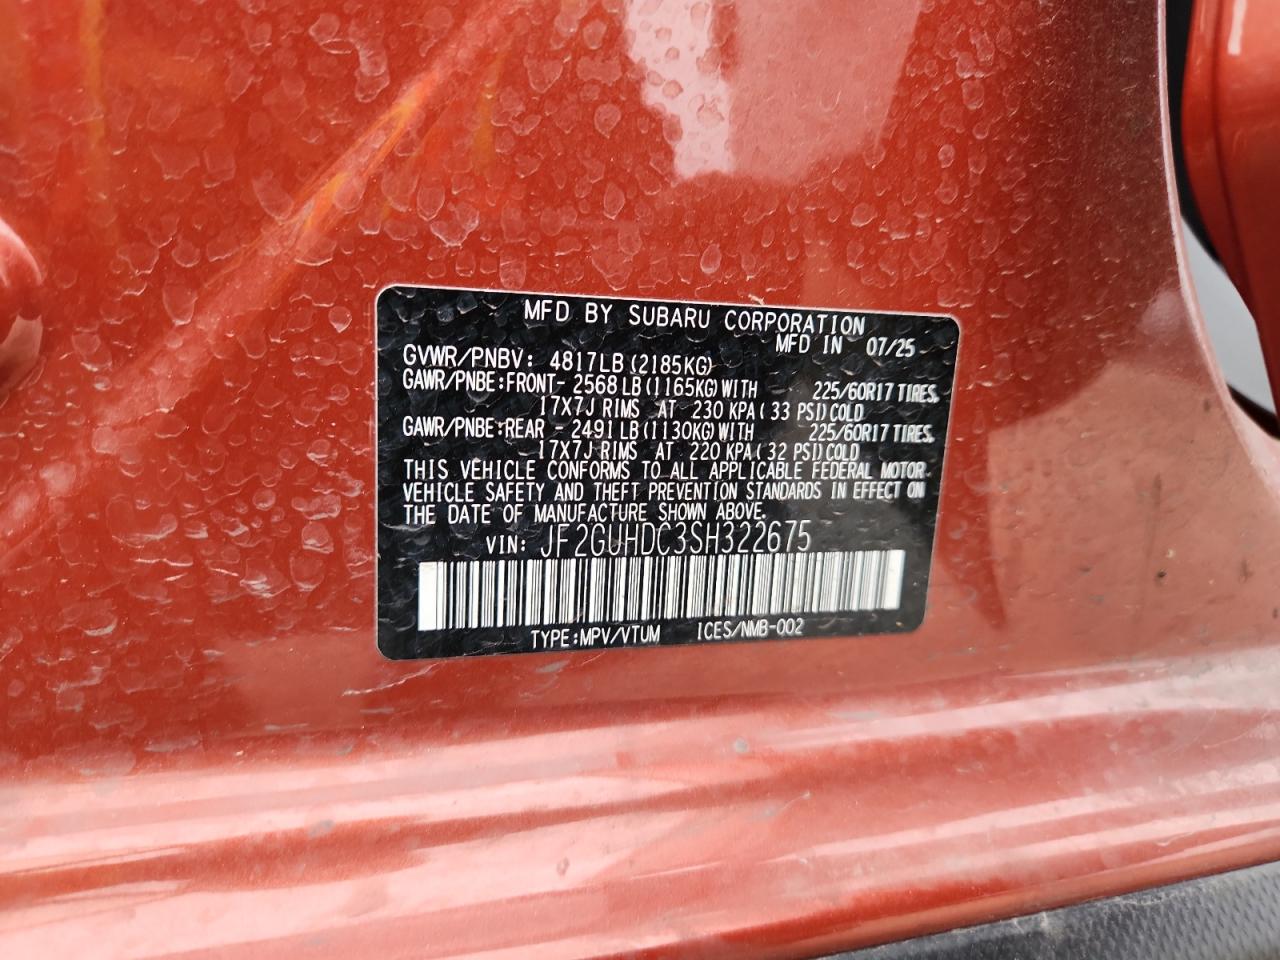 MFD BY SUBARU CORPORATION
MFD IN 07/25
GVWR/PNBV: 4817LB (2185KG)
GAWR/PNBE:FRONT- 2568 LB (1165KG) WITH 225/60R17 TIRES,
17X7J RIMS AT 230 KPA ( 33 PSI) COLD
GAWR/PNBE:REAR - 2491 LB (1130KG) WITH 225/60R17 TIRES,
17X7J RIMS AT 220 KPA ( 32 PSI) COLD
THIS VEHICLE CONFORMS TO ALL APPLICABLE FEDERAL MOTOR
VEHICLE SAFETY AND THEFT PREVENTION STANDARDS IN EFFECT ON
THE DATE OF MANUFACTURE SHOWN ABOVE.
VIN: JF2GUHDC3SH322675
TYPE:MPV/VTUM ICES/NMB-002